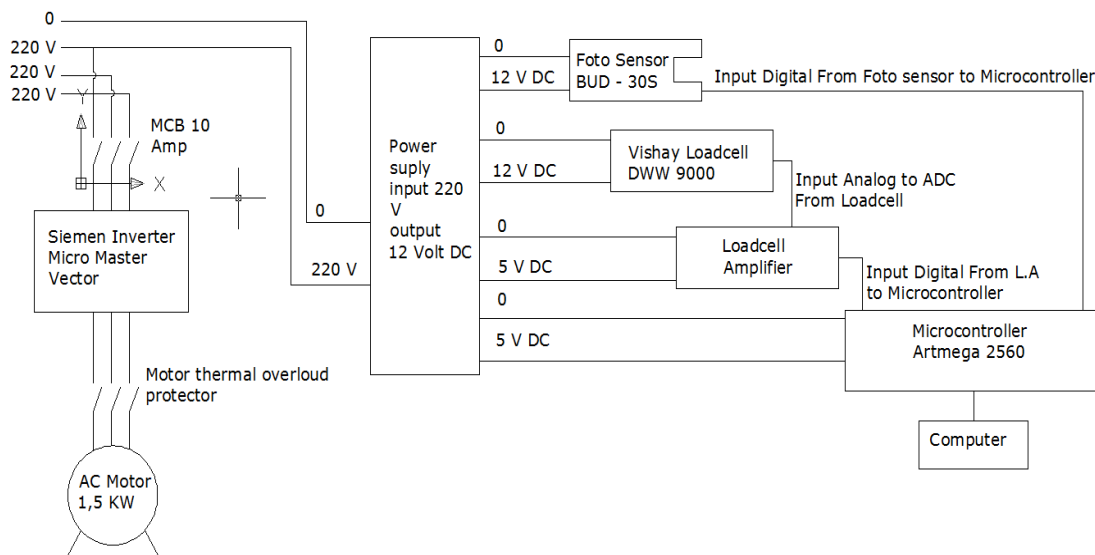 0
220 V
220 V
220 V
Y
X
MCB 10
Amp
Siemen Inverter
Micro Master
Vector
Motor thermal overloud
protector
AC Motor
1,5 KW
0
220 V
Power
suply
input 220
V
output
12 Volt DC
0
12 V DC
Foto Sensor
BUD - 30S
Input Digital From Foto sensor to Microcontroller
0
12 V DC
Vishay Loadcell
DWW 9000
Input Analog to ADC
From Loadcell
0
5 V DC
Loadcell
Amplifier
Input Digital From L.A
to Microcontroller
0
5 V DC
Microcontroller
Artmega 2560
Computer